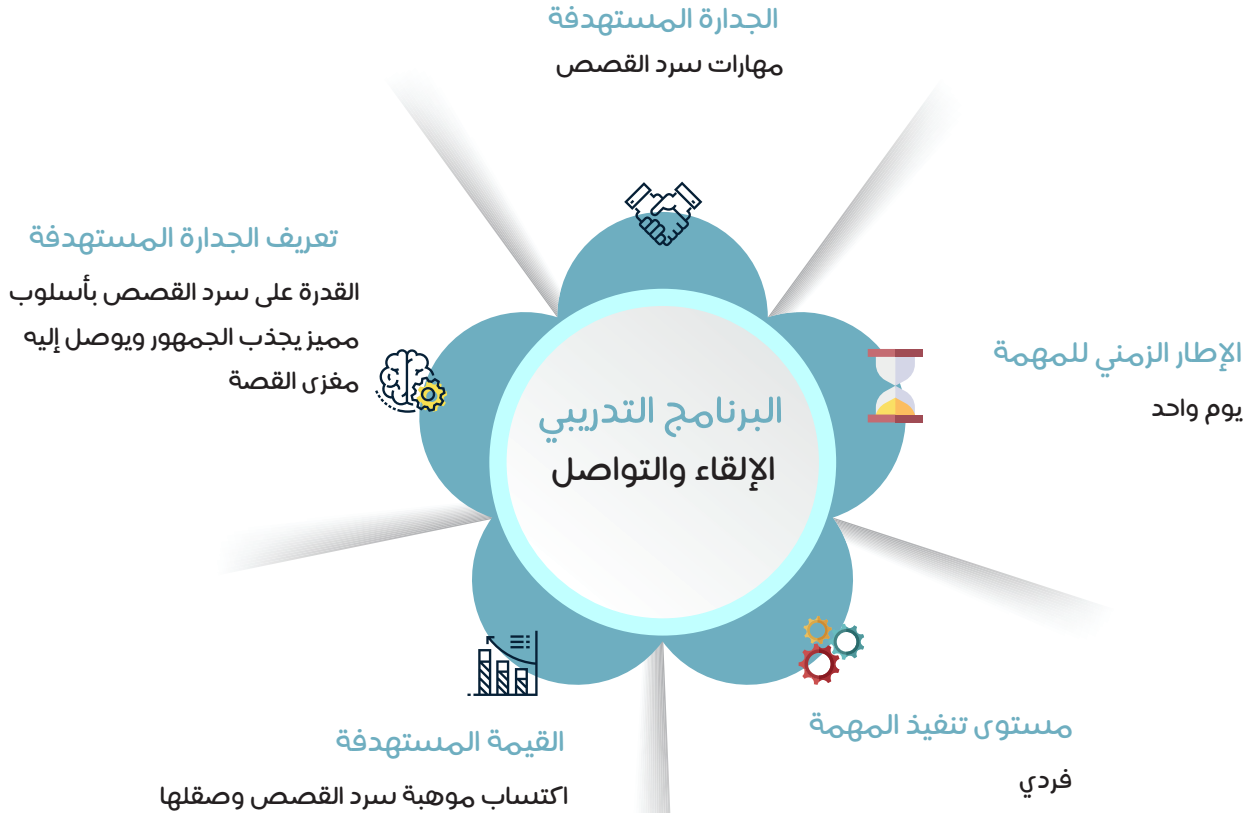 الجدارة المستهدفة
مهارات سرد القصص
تعريف الجدارة المستهدفة
القدرة على سرد القصص بأسلوب
مميز يجذب الجمهور ويوصل إليه
مغزى القصة
الإطار الزمني للمهمة
يوم واحد
البرنامج التدريبي
الإلقاء والتواصل
مستوى تنفيذ المهمة
فردي
القيمة المستهدفة
اكتساب موهبة سرد القصص وصقلها